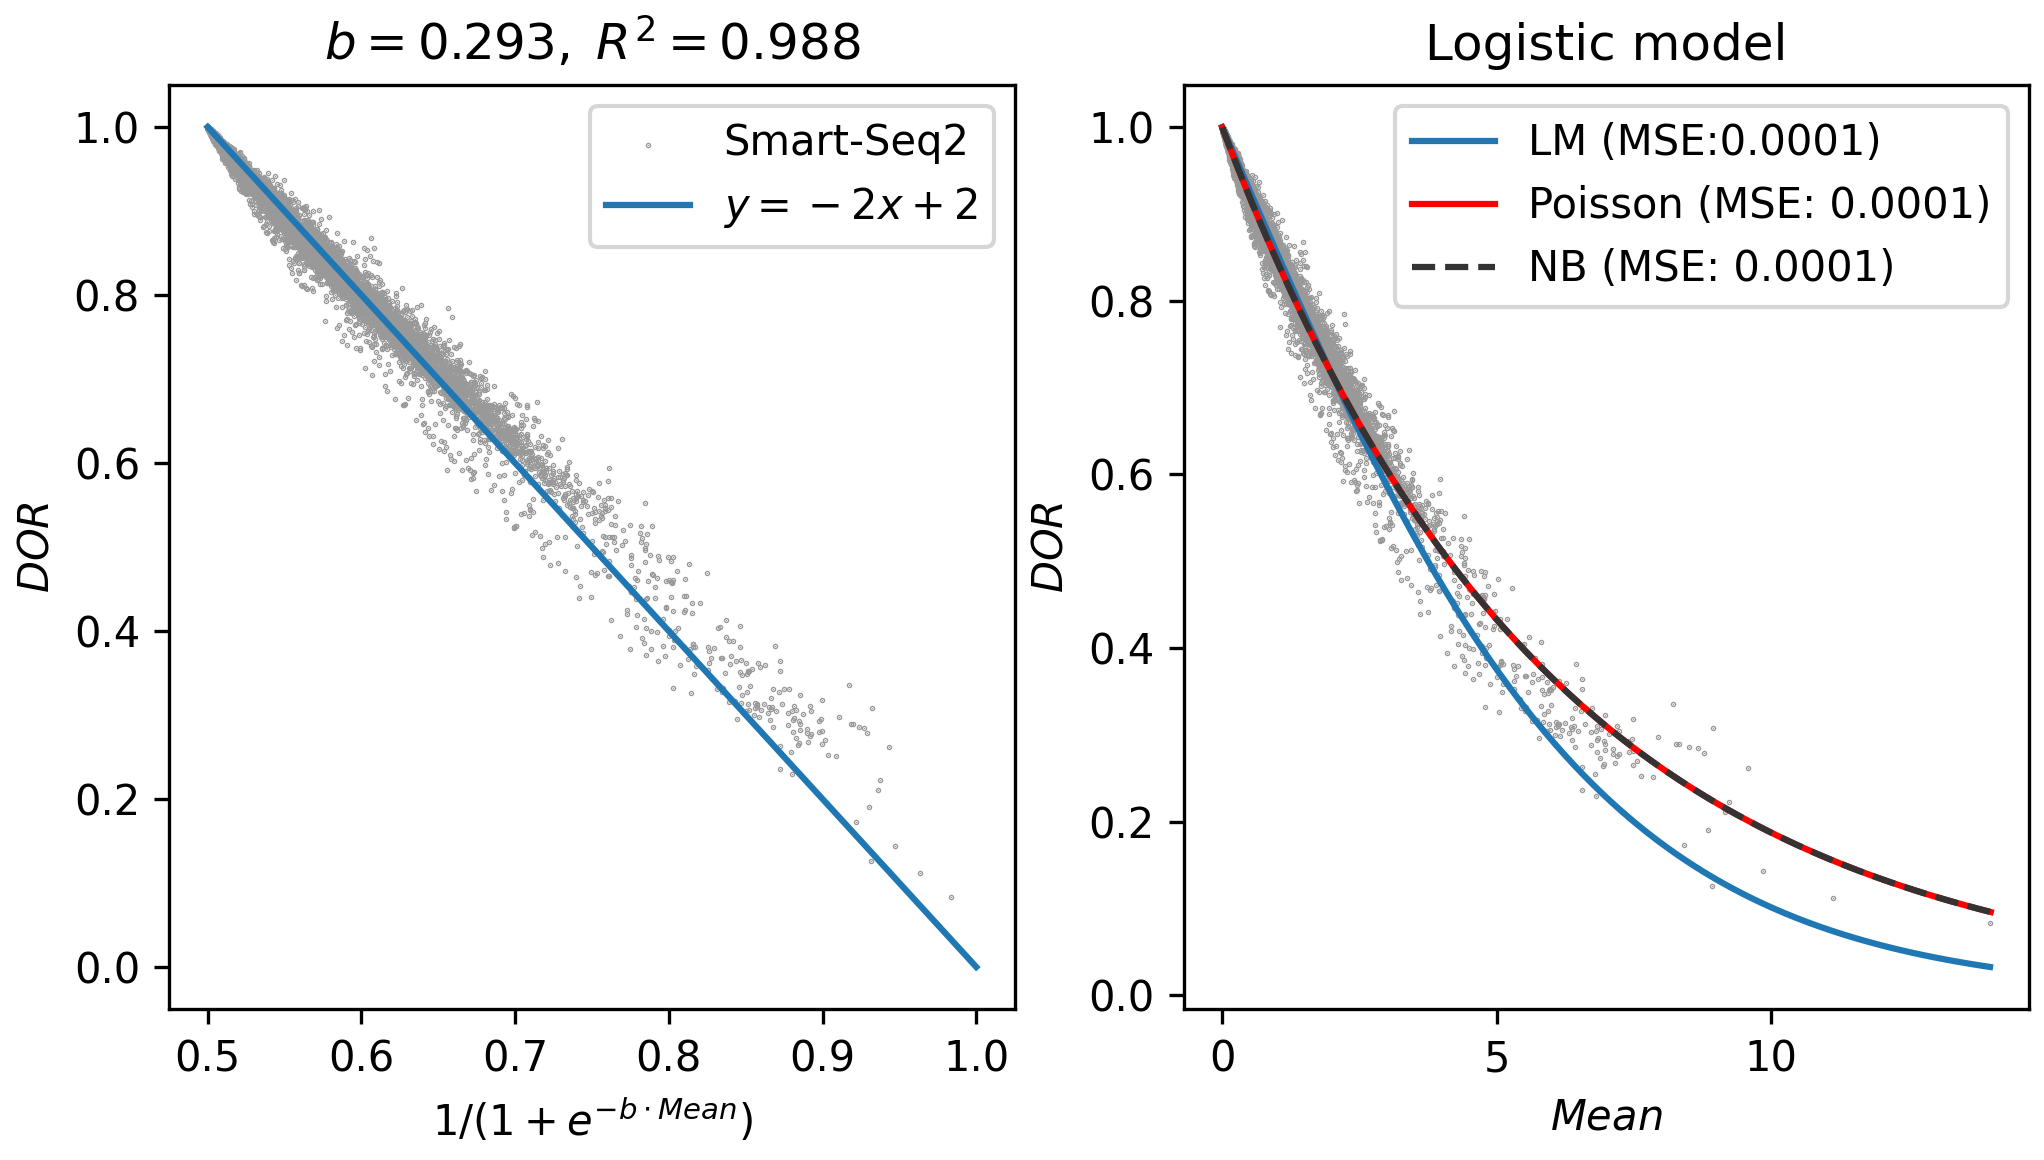 b = 0.293, R² = 0.988
Smart-Seq2
y = −2x + 2
DOR
1.0
0.8
0.6
0.4
0.2
0.0
0.5 0.6 0.7 0.8 0.9 1.0
1/(1 + e^{−b·Mean})
Logistic model
LM (MSE:0.0001)
Poisson (MSE: 0.0001)
NB (MSE: 0.0001)
DOR
1.0
0.8
0.6
0.4
0.2
0.0
0 5 10
Mean